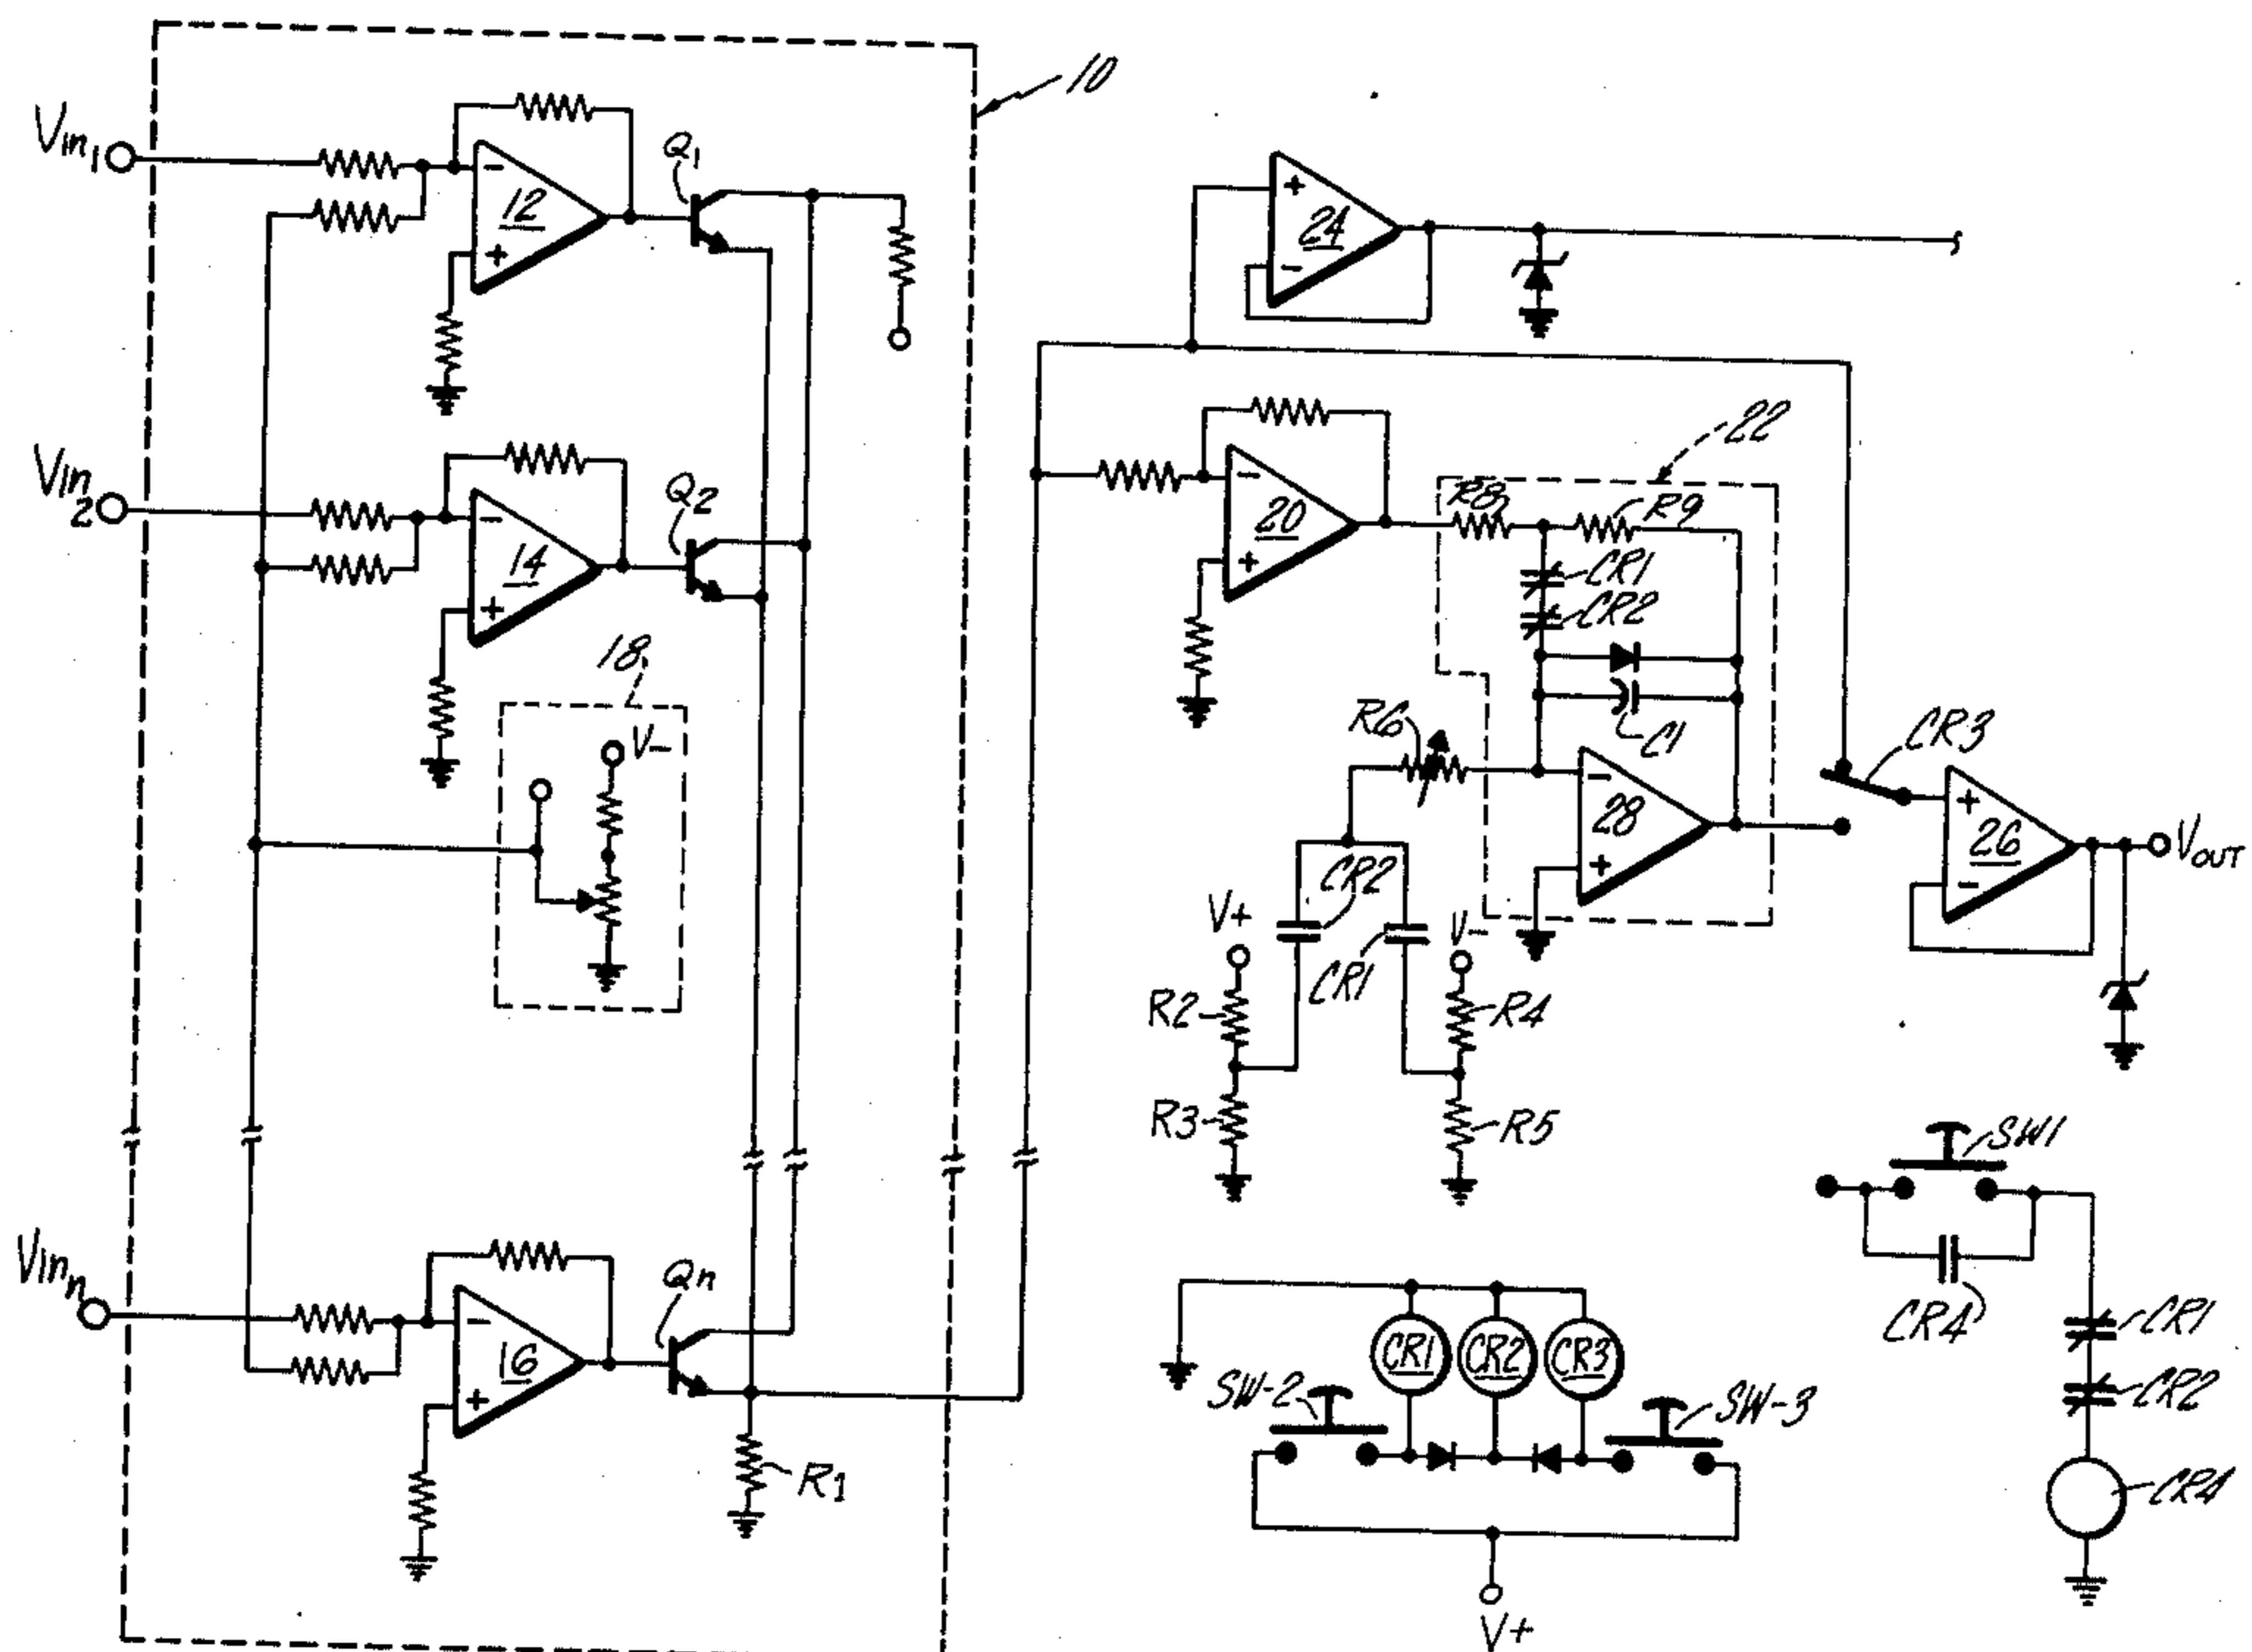 10
Vin1
Q1
12
24
Vin2
Q2
14
22
R8
R9
20
CR1
CR2
18
V-
R6
C1
CR3
28
26
VOUT
CR2
V+
V-
CR1
R2
R4
R3
R5
SW1
Vinn
Qn
16
CR4
CR1
CR1
CR2
CR3
SW-2
SW-3
CR2
R1
CR4
V+